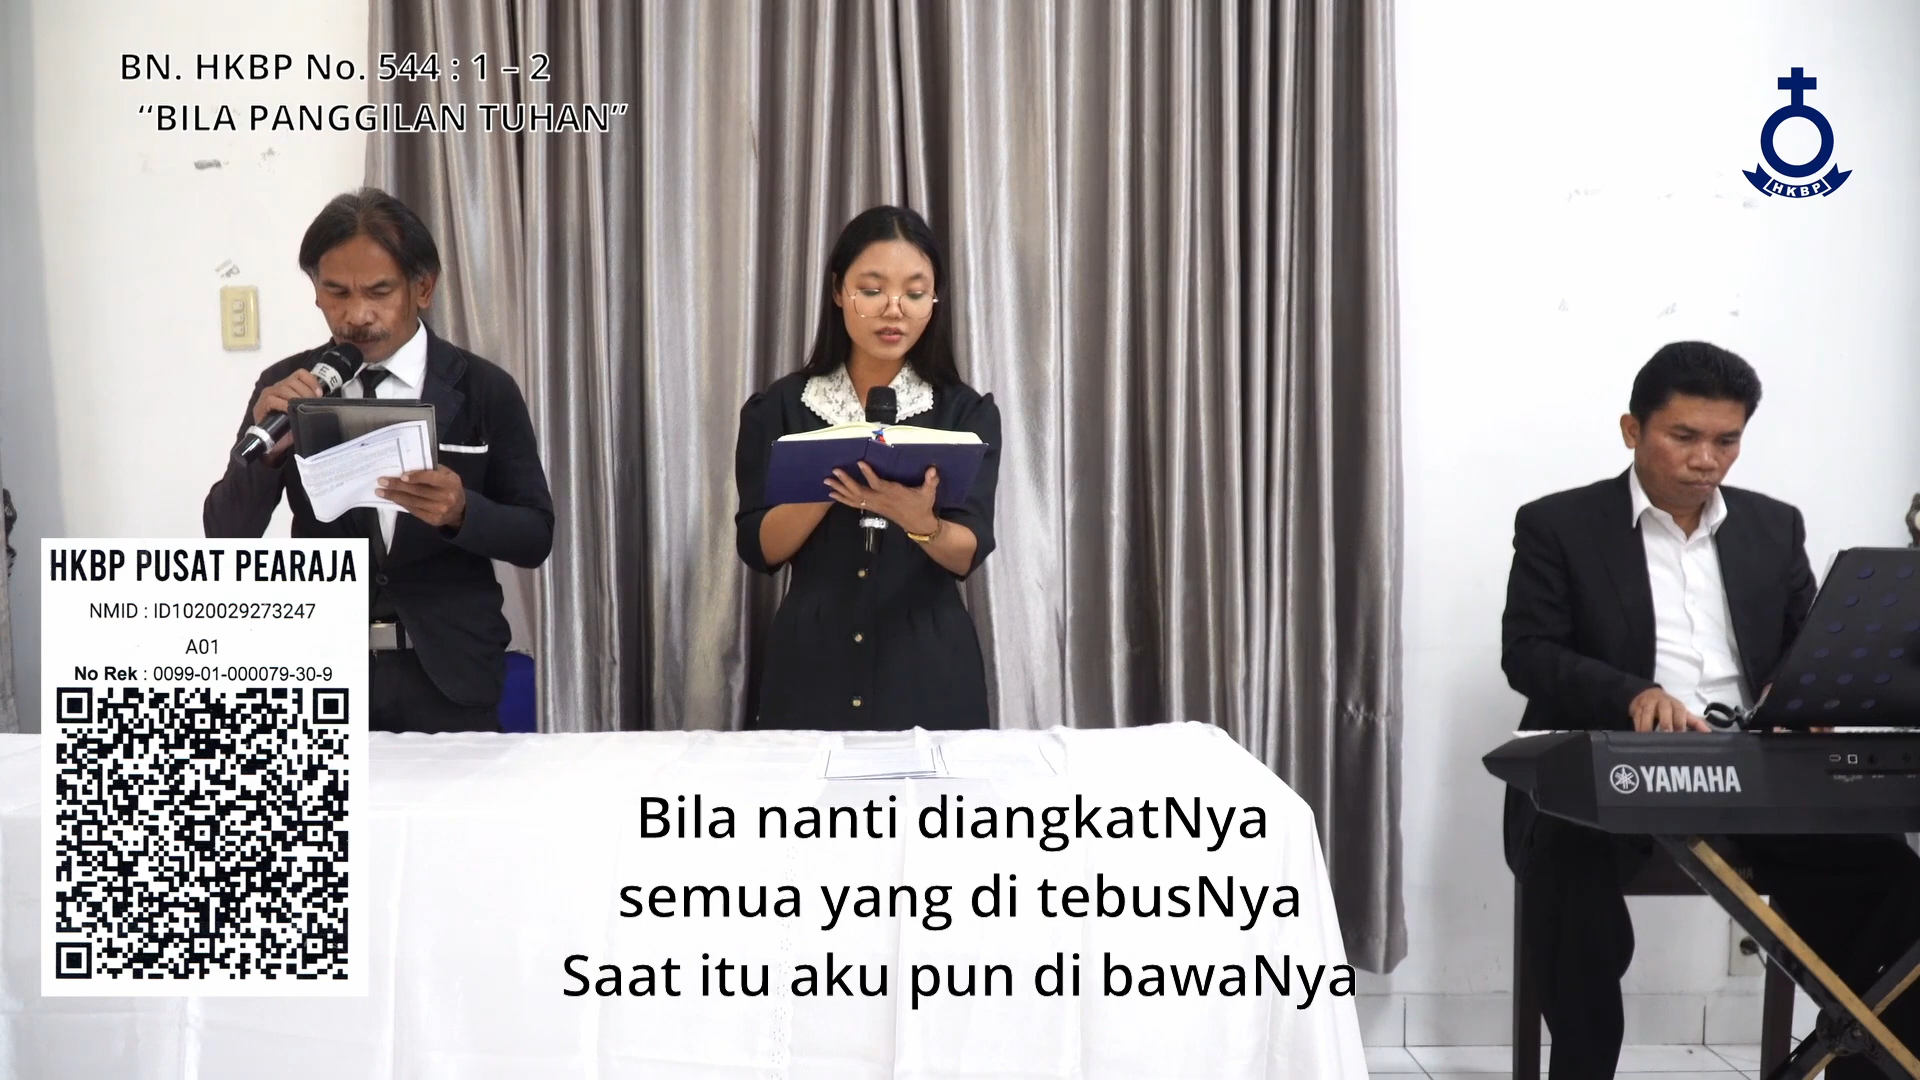 BN. HKBP No. 544 : 1 – 2
“BILA PANGGILAN TUHAN”
HKBP
HKBP PUSAT PEARAJA
NMID : ID1020029273247
A01
No Rek : 0099-01-000079-30-9
YAMAHA
Bila nanti diangkatNya
semua yang di tebusNya
Saat itu aku pun di bawaNya